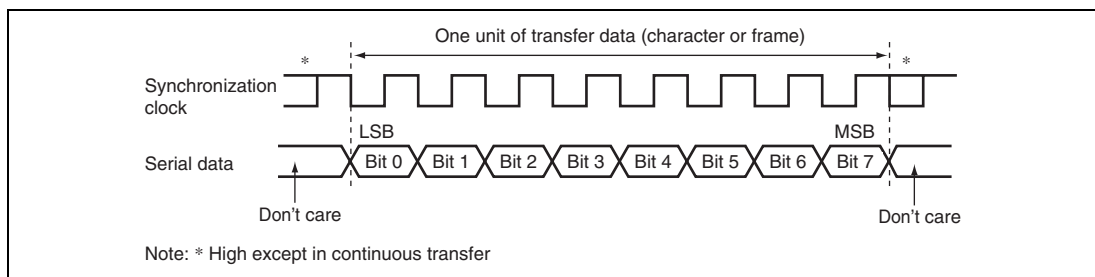 One unit of transfer data (character or frame)
* *
Synchronization
clock
LSB MSB
Serial data Bit 0 Bit 1 Bit 2 Bit 3 Bit 4 Bit 5 Bit 6 Bit 7
Don't care Don't care
Note: * High except in continuous transfer